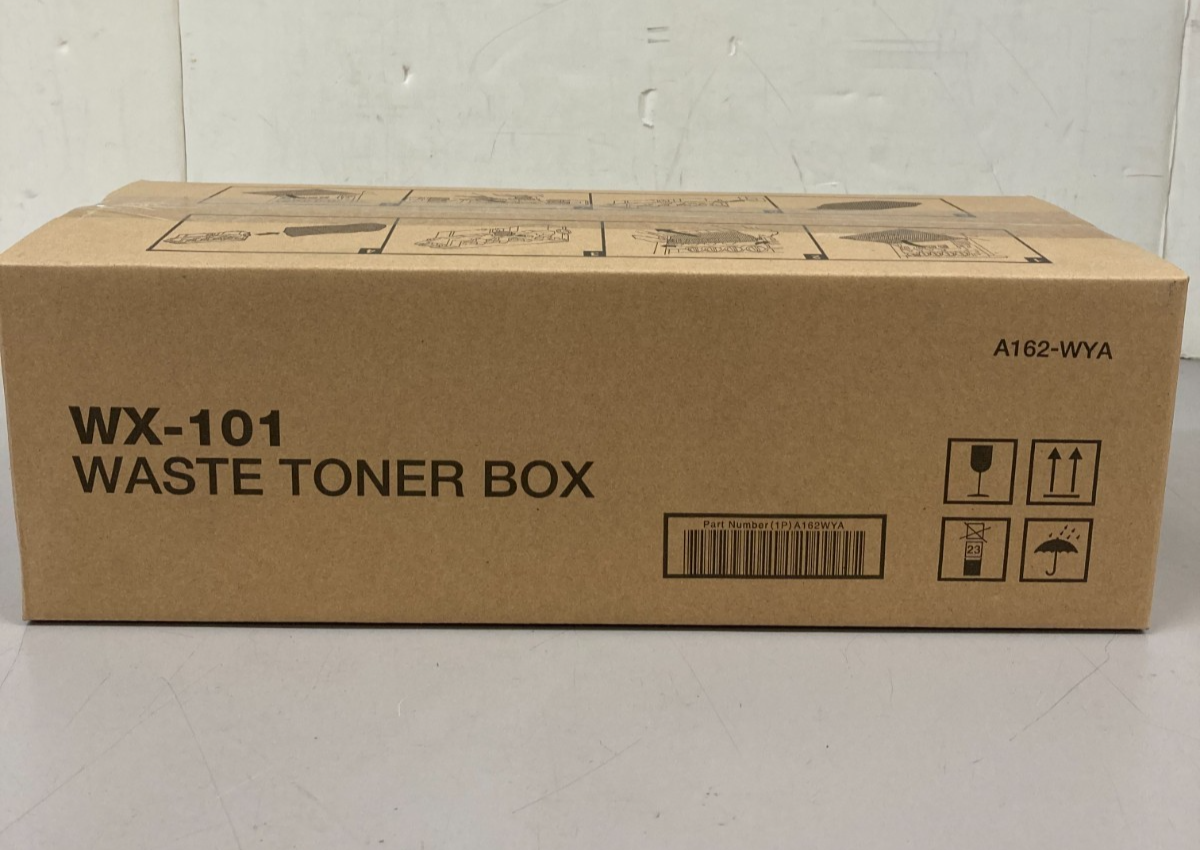 A162-WYA
WX-101
WASTE TONER BOX
Part Number(1P)A162WYA
23